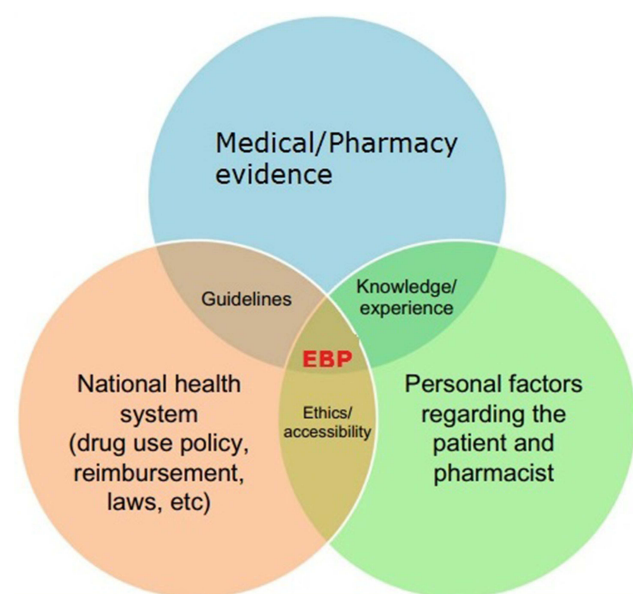 Medical/Pharmacy
evidence
Guidelines
Knowledge/
experience
EBP
National health
system
(drug use policy,
reimbursement,
laws, etc)
Ethics/
accessibility
Personal factors
regarding the
patient and
pharmacist